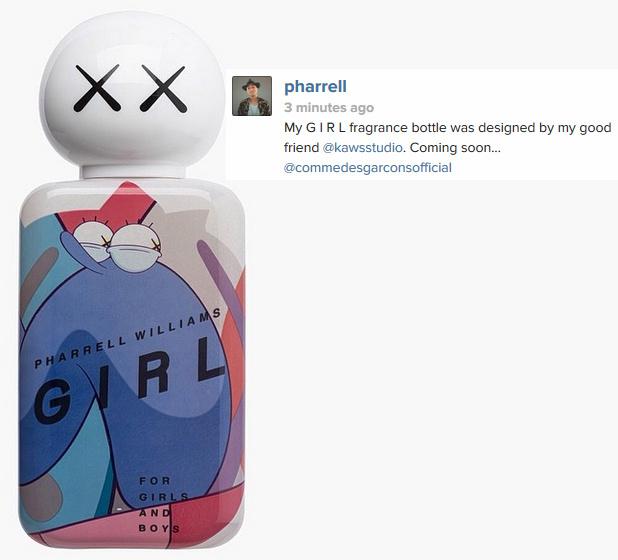 pharrell
3 minutes ago
My G I R L fragrance bottle was designed by my good
friend @kawsstudio. Coming soon...
@commedesgarconsofficial
PHARRELL WILLIAMS
GIRL
FOR
GIRLS
AND
BOYS